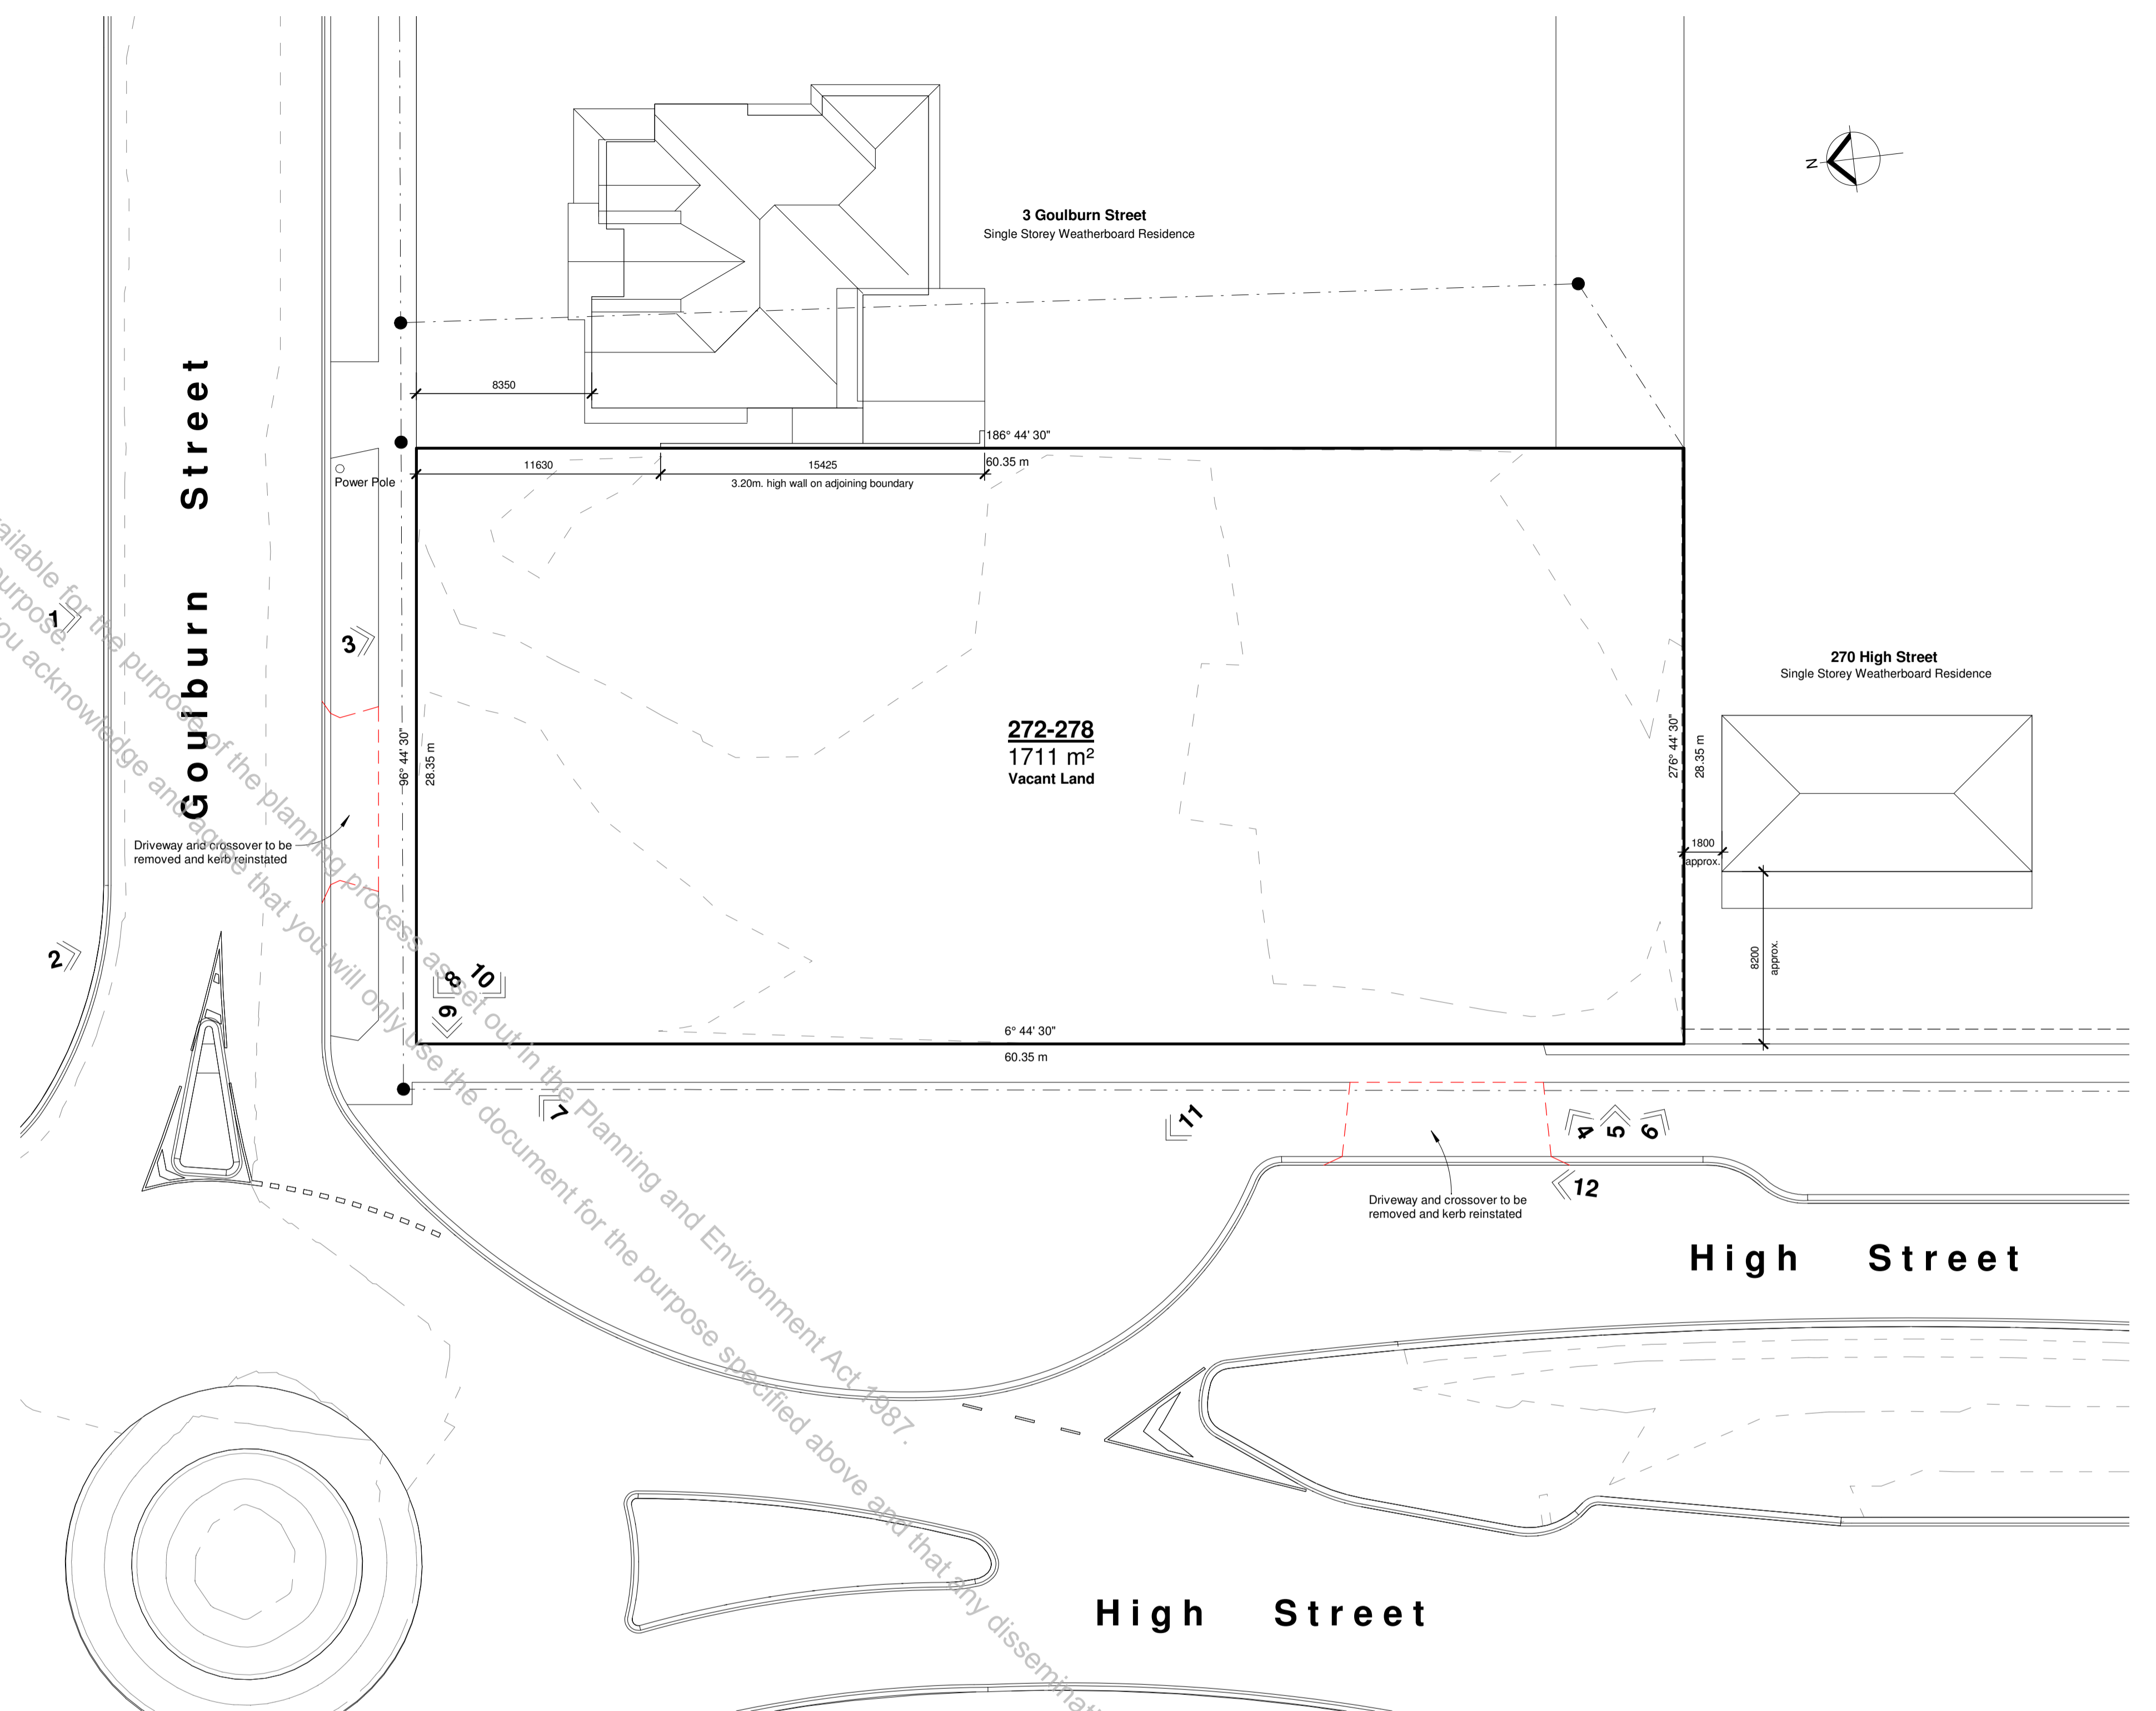 N
3 Goulburn Street
Single Storey Weatherboard Residence
8350
186° 44' 30"
60.35 m
11630
15425
3.20m. high wall on adjoining boundary
Power Pole
Goulburn Street
1
2
3
96° 44' 30"
28.35 m
272-278
1711 m²
Vacant Land
276° 44' 30"
28.35 m
270 High Street
Single Storey Weatherboard Residence
1800
approx.
8200
approx.
Driveway and crossover to be
removed and kerb reinstated
8
10
9
6° 44' 30"
60.35 m
7
11
4
5
6
12
Driveway and crossover to be
removed and kerb reinstated
High Street
High Street
for the purpose of the planning process as set out in the Planning and Environment Act 1987.
purpose.
you acknowledge and agree that you will only use the document for the purpose specified above and that any